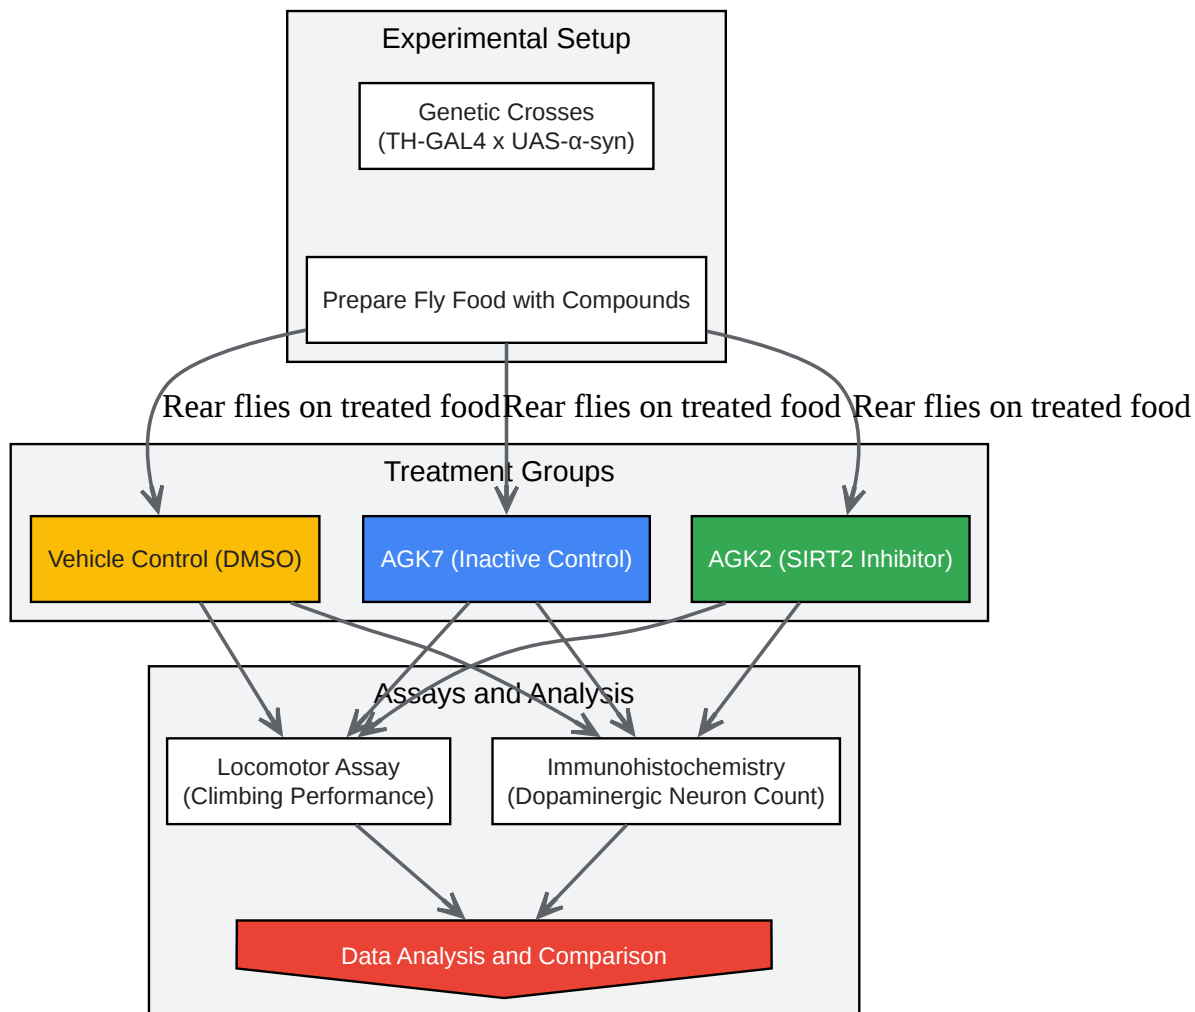 Experimental Setup
Genetic Crosses
(TH-GAL4 x UAS-α-syn)
Prepare Fly Food with Compounds
Rear flies on treated food
Rear flies on treated food
Rear flies on treated food
Treatment Groups
Vehicle Control (DMSO)
AGK7 (Inactive Control)
AGK2 (SIRT2 Inhibitor)
Assays and Analysis
Locomotor Assay
(Climbing Performance)
Immunohistochemistry
(Dopaminergic Neuron Count)
Data Analysis and Comparison